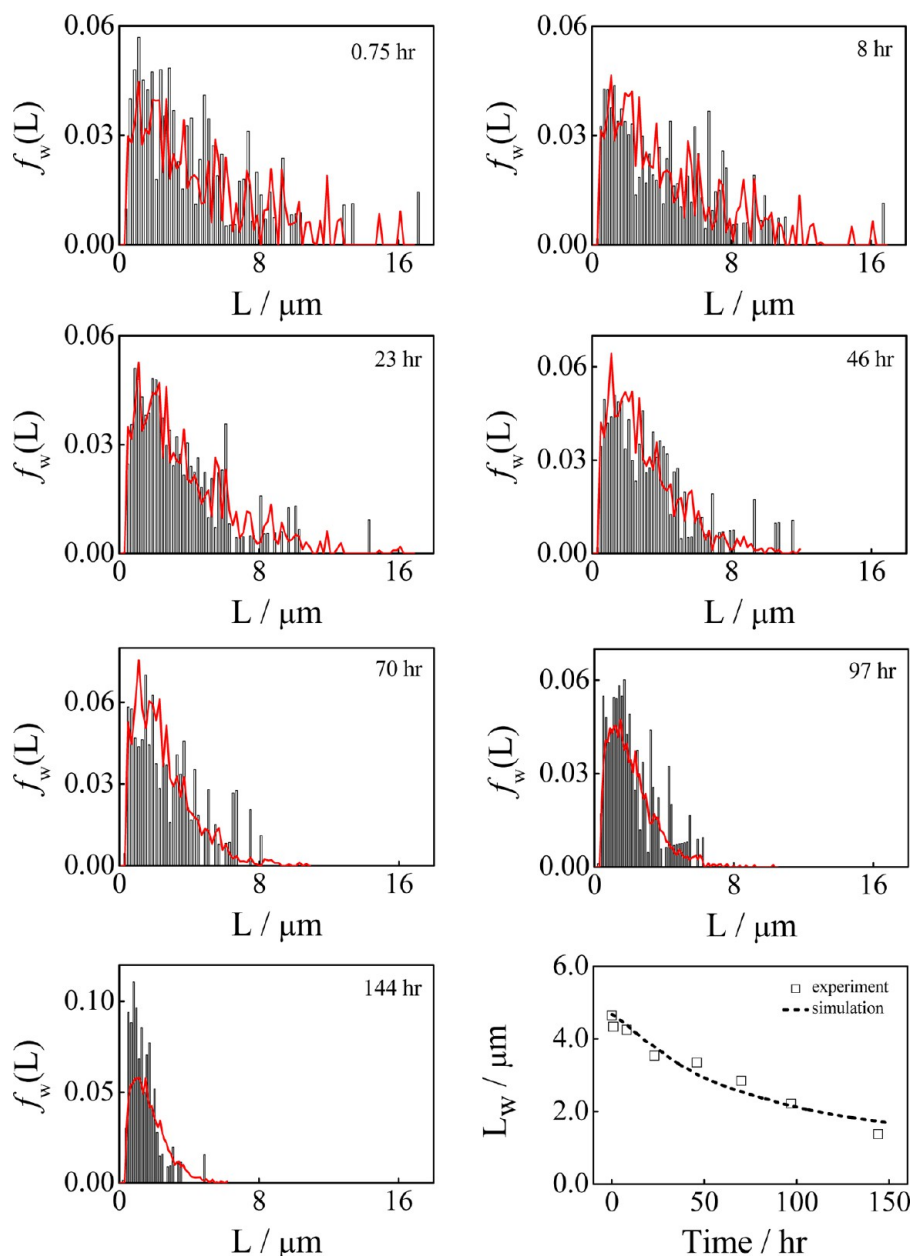 0.06
0.03
0.00
f_w(L)
0.75 hr
0 8 16
L / μm
0.06
0.03
0.00
f_w(L)
8 hr
0 8 16
L / μm
0.06
0.03
0.00
f_w(L)
23 hr
0 8 16
L / μm
0.06
0.03
0.00
f_w(L)
46 hr
0 8 16
L / μm
0.06
0.03
0.00
f_w(L)
70 hr
0 8 16
L / μm
0.06
0.03
0.00
f_w(L)
97 hr
0 8 16
L / μm
0.10
0.05
0.00
f_w(L)
144 hr
0 8 16
L / μm
6.0
4.0
2.0
0.0
L_W / μm
experiment
simulation
0 50 100 150
Time / hr